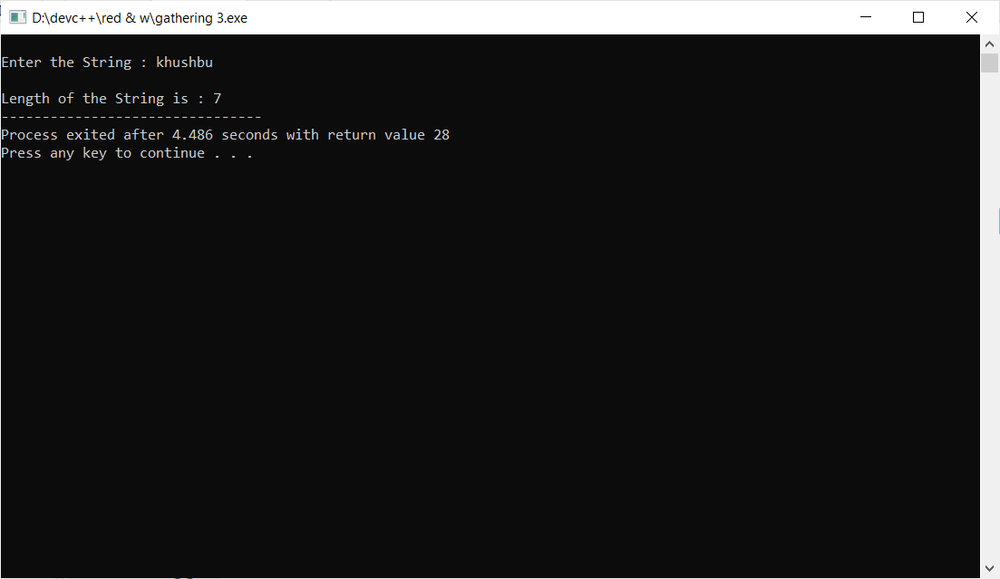 D:\devc++\red & w\gathering 3.exe
Enter the String : khushbu
Length of the String is : 7
--------------------------------
Process exited after 4.486 seconds with return value 28
Press any key to continue . . .